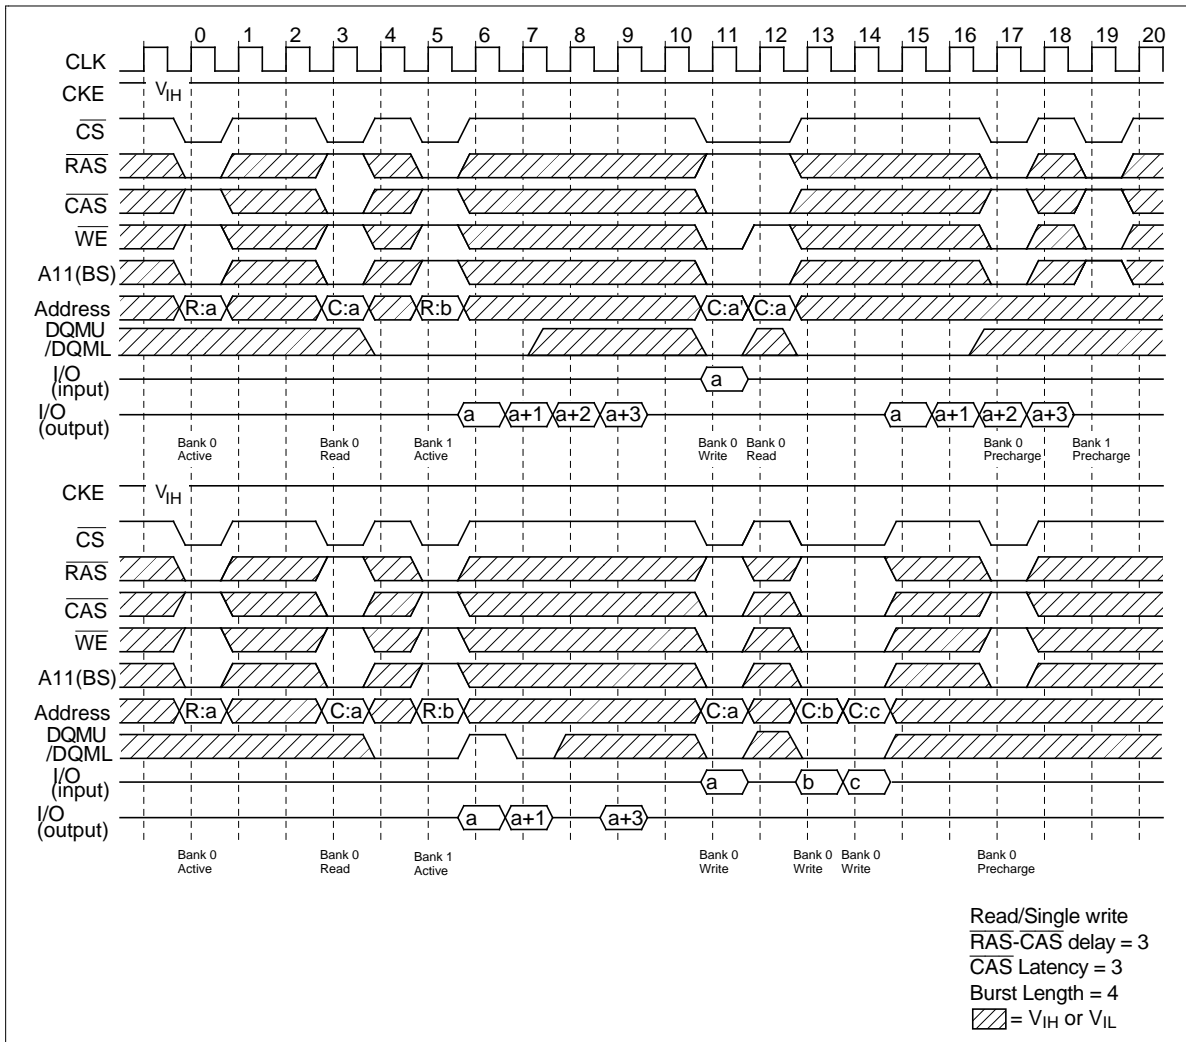 0 1 2 3 4 5 6 7 8 9 10 11 12 13 14 15 16 17 18 19 20
CLK
CKE VIH
CS
RAS
CAS
WE
A11(BS)
Address R:a C:a R:b C:a' C:a
DQMU
/DQML
I/O
(input) a
I/O
(output) a a+1 a+2 a+3 a a+1 a+2 a+3
Bank 0 Bank 0 Bank 1 Bank 0 Bank 0 Bank 0 Bank 1
Active Read Active Write Read Precharge Precharge
CKE VIH
CS
RAS
CAS
WE
A11(BS)
Address R:a C:a R:b C:a C:b C:c
DQMU
/DQML
I/O
(input) a b c
I/O
(output) a a+1 a+3
Bank 0 Bank 0 Bank 1 Bank 0 Bank 0 Bank 0 Bank 0
Active Read Active Write Write Write Precharge
Read/Single write
RAS-CAS delay = 3
CAS Latency = 3
Burst Length = 4
= VIH or VIL